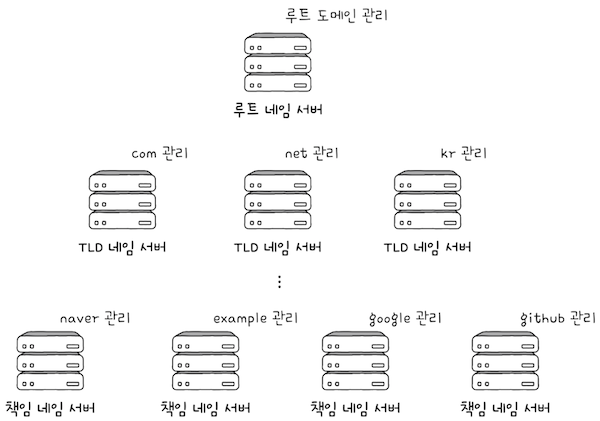 루트 도메인 관리
루트 네임 서버
com 관리
net 관리
kr 관리
TLD 네임 서버
TLD 네임 서버
TLD 네임 서버
naver 관리
example 관리
google 관리
github 관리
책임 네임 서버
책임 네임 서버
책임 네임 서버
책임 네임 서버